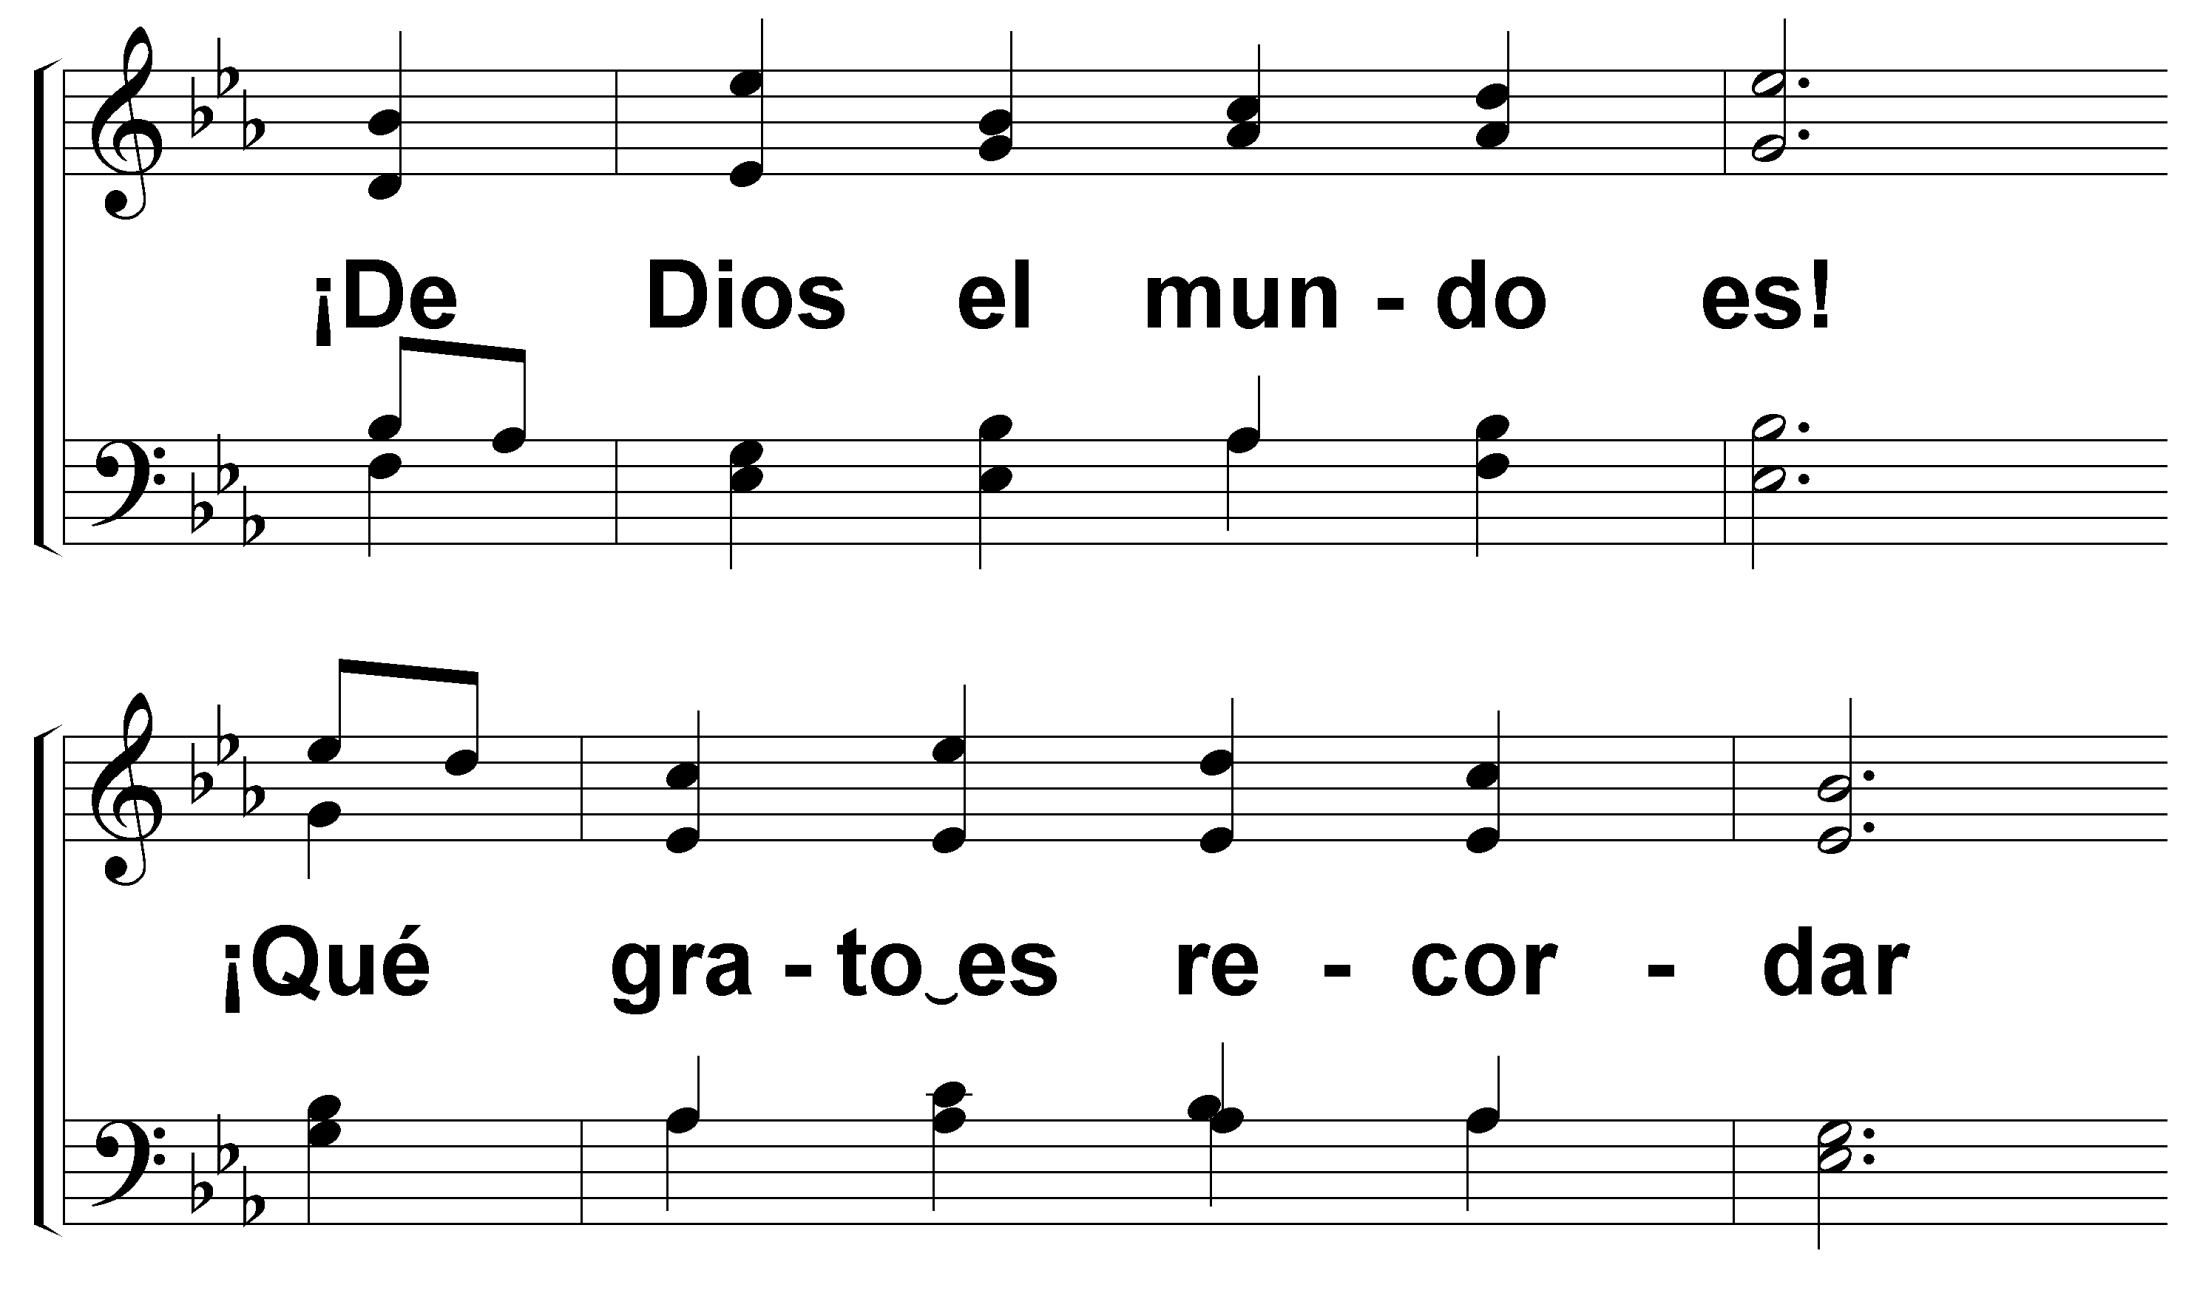 ¡De Dios el mun - do es!
¡Qué gra - to‿es re - cor - dar